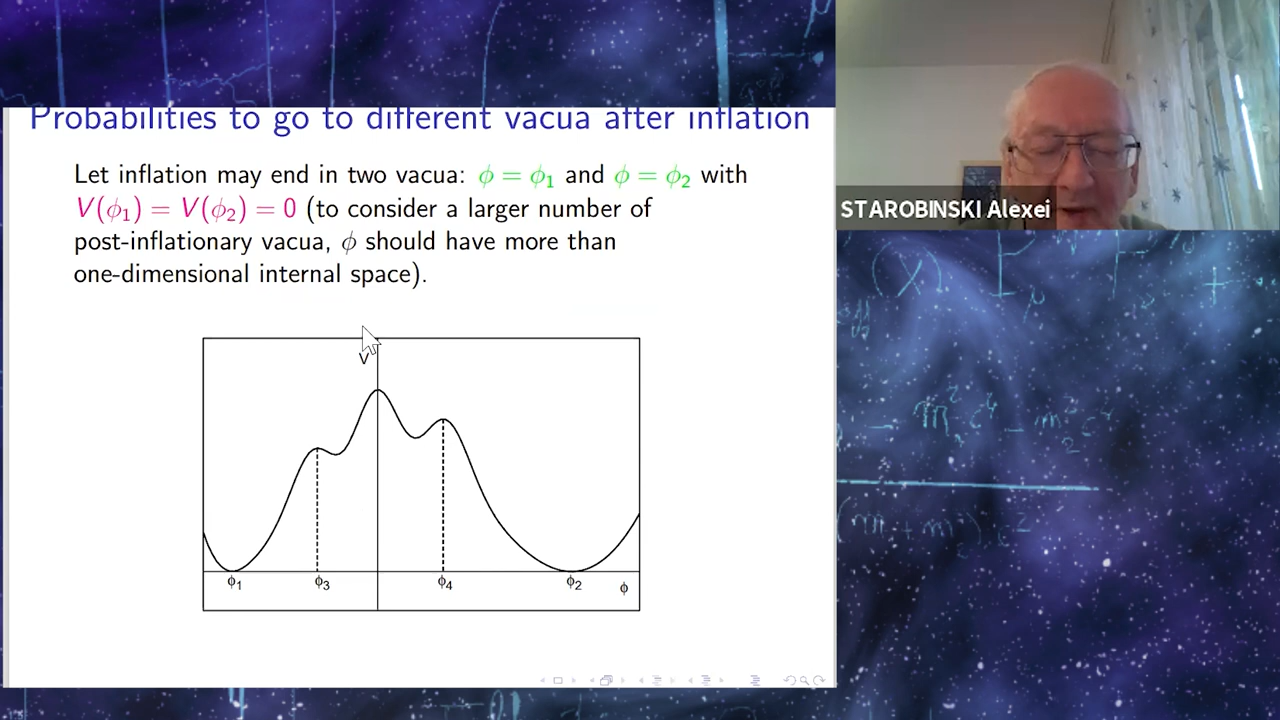 Probabilities to go to different vacua after inflation
Let inflation may end in two vacua: ϕ = ϕ₁ and ϕ = ϕ₂ with
V(ϕ₁) = V(ϕ₂) = 0 (to consider a larger number of
post-inflationary vacua, ϕ should have more than
one-dimensional internal space).
V
ϕ₁ ϕ₃ ϕ₄ ϕ₂ ϕ
STAROBINSKI Alexei
(X)